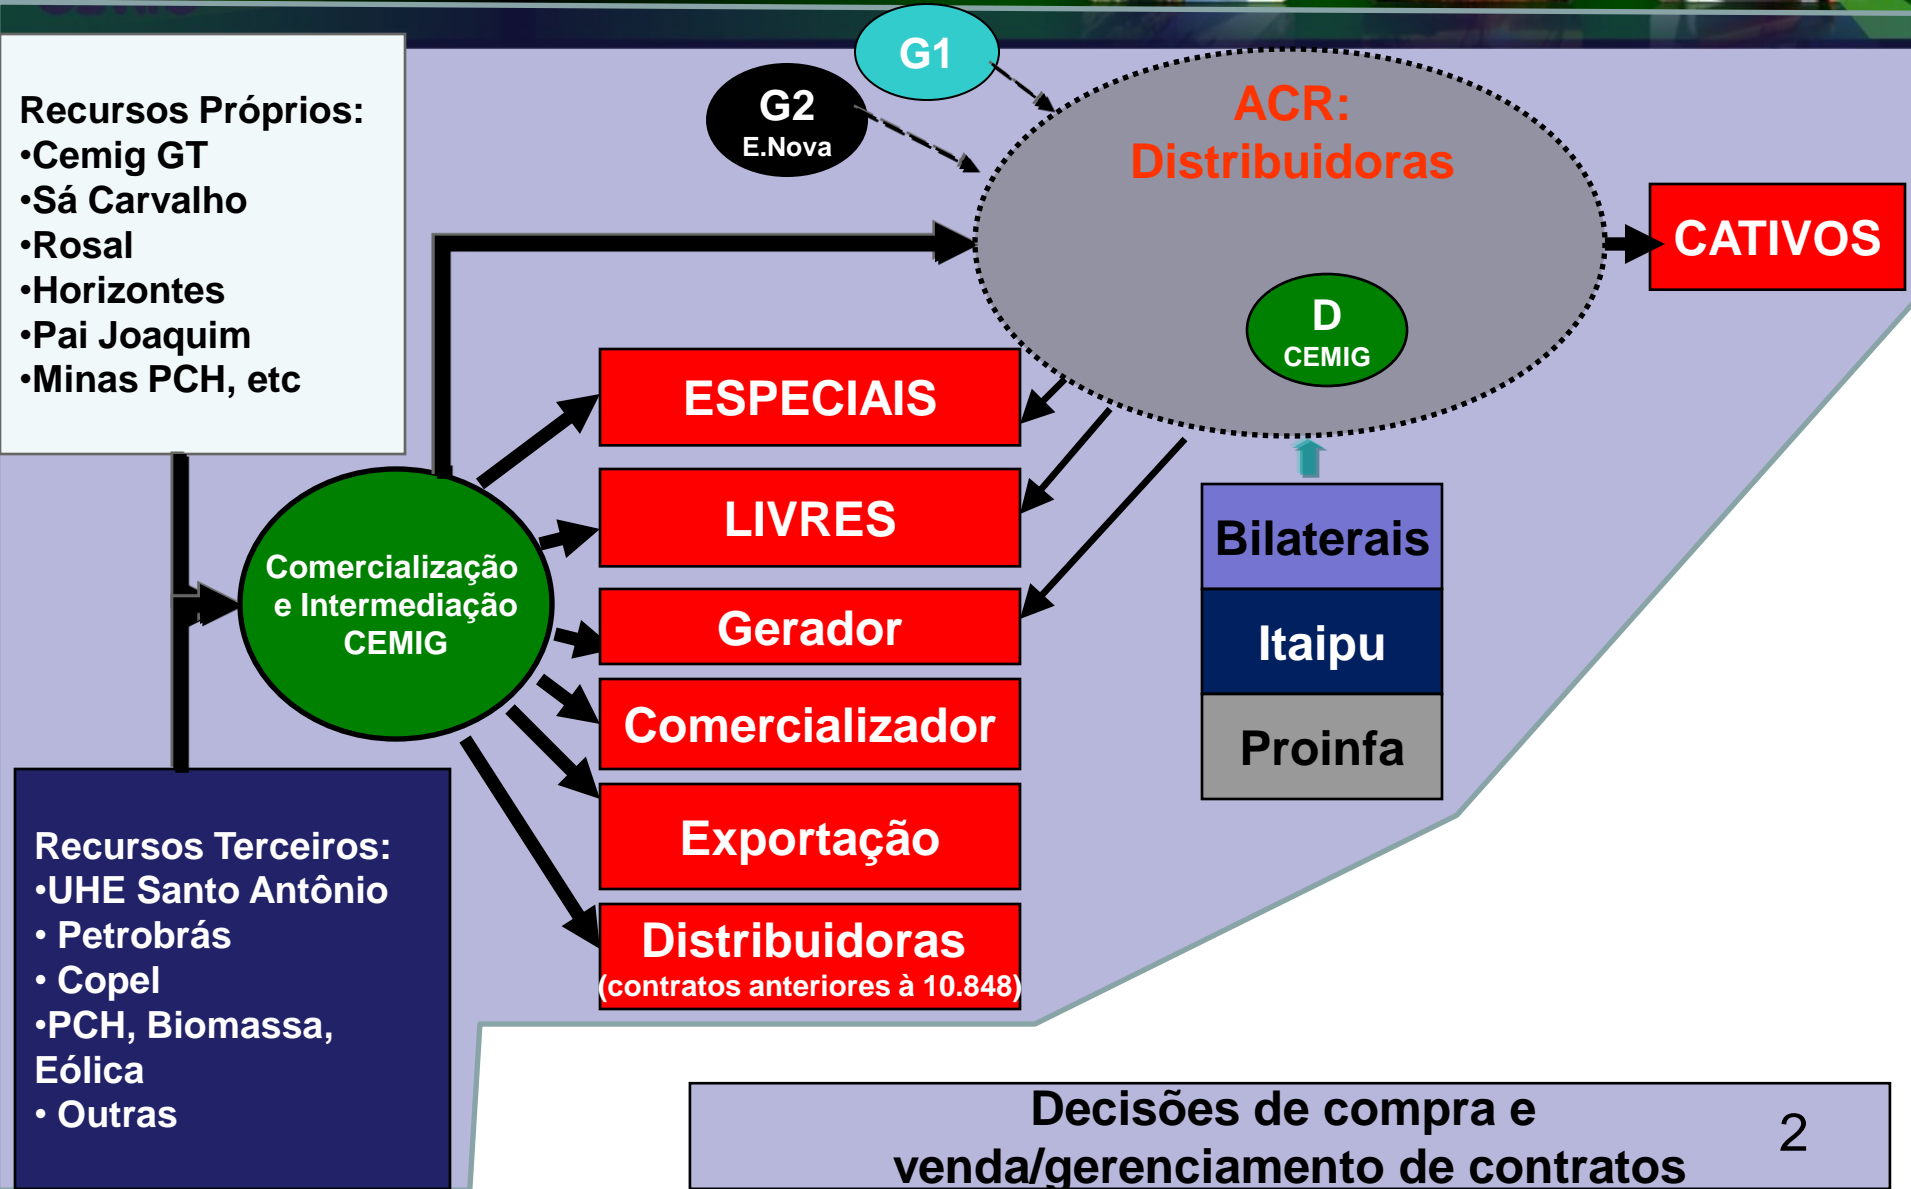 Recursos Próprios:
•Cemig GT
•Sá Carvalho
•Rosal
•Horizontes
•Pai Joaquim
•Minas PCH, etc
G1
G2
E.Nova
ACR:
Distribuidoras
D
CEMIG
CATIVOS
ESPECIAIS
LIVRES
Gerador
Comercializador
Exportação
Distribuidoras
(contratos anteriores à 10.848)
Comercialização
e Intermediação
CEMIG
Bilaterais
Itaipu
Proinfa
Recursos Terceiros:
•UHE Santo Antônio
• Petrobrás
• Copel
•PCH, Biomassa,
Eólica
• Outras
Decisões de compra e
venda/gerenciamento de contratos
2